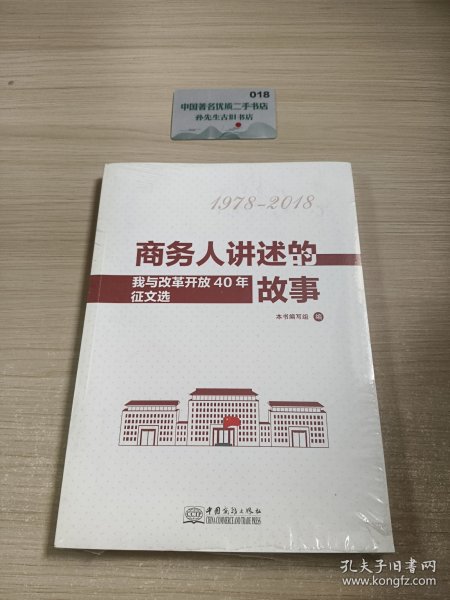 018
中国著名优质二手书店
孙先生古旧书店
1978-2018
商务人讲述的
我与改革开放40年
征文选
故事
本书编写组 编
CCTP
中国商务出版社
CHINA COMMERCE AND TRADE PRESS
孔夫子旧书网
www.kongfz.com